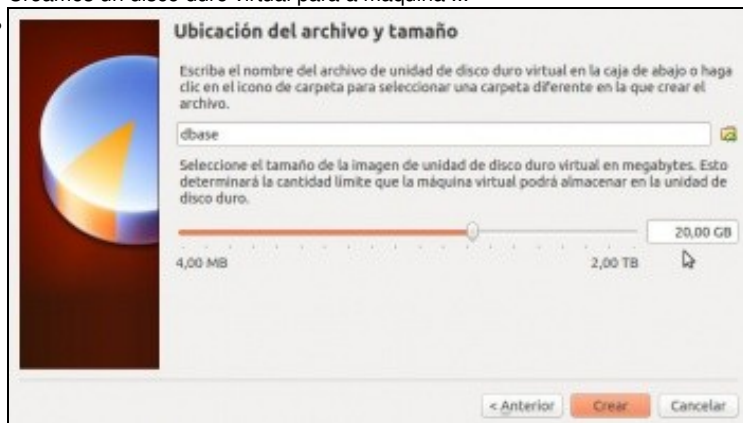 Creamos un disco duro virtual para a máquina ...
Ubicación del archivo y tamaño
Escriba el nombre del archivo de unidad de disco duro virtual en la caja de abajo o haga
clic en el icono de carpeta para seleccionar una carpeta diferente en la que crear el
archivo.
dbase
Seleccione el tamaño de la imagen de unidad de disco duro virtual en megabytes. Esto
determinará la cantidad límite que la máquina virtual podrá almacenar en la unidad de
disco duro.
20,00 GB
4,00 MB 2,00 TB
< Anterior Crear Cancelar